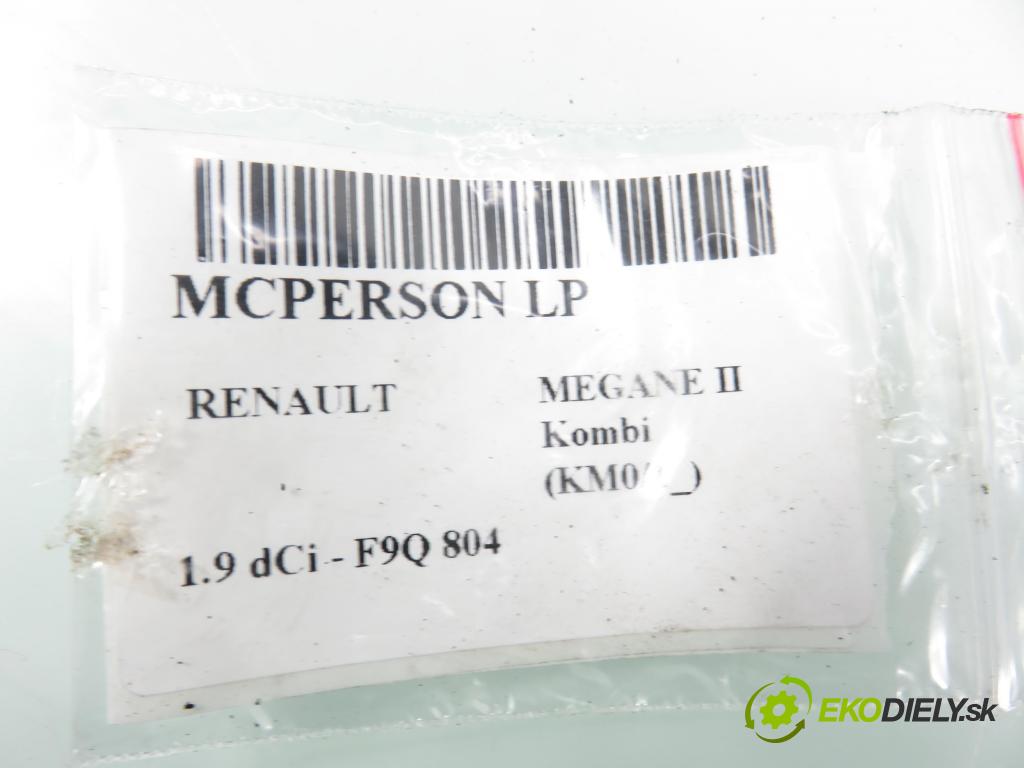 MCPERSON LP
RENAULT
MEGANE II
Kombi
1.9 dCi - F9Q 804
EKODIELY.sk